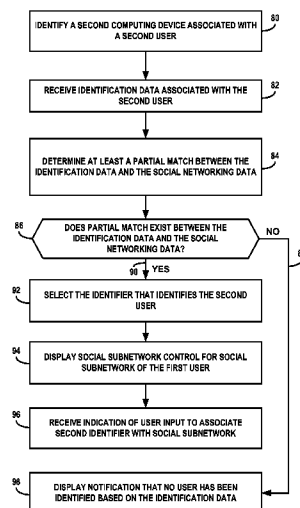 80
IDENTIFY A SECOND COMPUTING DEVICE ASSOCIATED WITH
A SECOND USER
82
RECEIVE IDENTIFICATION DATA ASSOCIATED WITH THE
SECOND USER
84
DETERMINE AT LEAST A PARTIAL MATCH BETWEEN THE
IDENTIFICATION DATA AND THE SOCIAL NETWORKING DATA
86
DOES PARTIAL MATCH EXIST BETWEEN THE
IDENTIFICATION DATA AND THE SOCIAL
NETWORKING DATA?
NO
90
YES
92
SELECT THE IDENTIFIER THAT IDENTIFIES THE SECOND
USER
94
DISPLAY SOCIAL SUBNETWORK CONTROL FOR SOCIAL
SUBNETWORK OF THE FIRST USER
96
RECEIVE INDICATION OF USER INPUT TO ASSOCIATE
SECOND IDENTIFIER WITH SOCIAL SUBNETWORK
98
DISPLAY NOTIFICATION THAT NO USER HAS BEEN
IDENTIFIED BASED ON THE IDENTIFICATION DATA